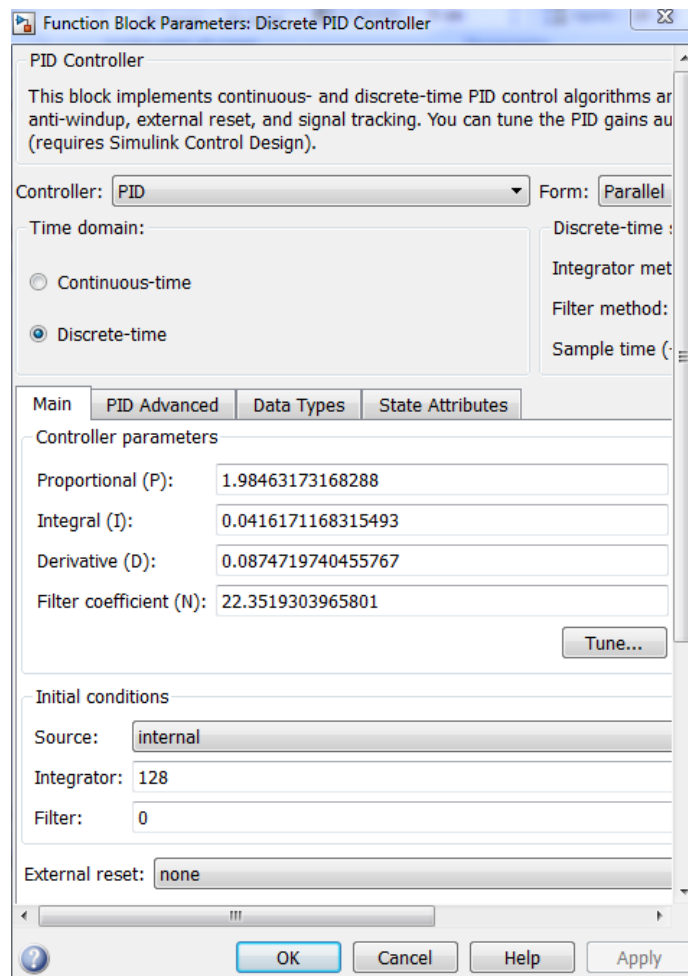 Function Block Parameters: Discrete PID Controller
PID Controller
This block implements continuous- and discrete-time PID control algorithms ar
anti-windup, external reset, and signal tracking. You can tune the PID gains au
(requires Simulink Control Design).
Controller: PID Form: Parallel
Time domain: Discrete-time
Continuous-time Integrator met
Filter method:
Discrete-time Sample time (-
Main PID Advanced Data Types State Attributes
Controller parameters
Proportional (P): 1.98463173168288
Integral (I): 0.0416171168315493
Derivative (D): 0.0874719740455767
Filter coefficient (N): 22.3519303965801
Tune...
Initial conditions
Source: internal
Integrator: 128
Filter: 0
External reset: none
OK Cancel Help Apply